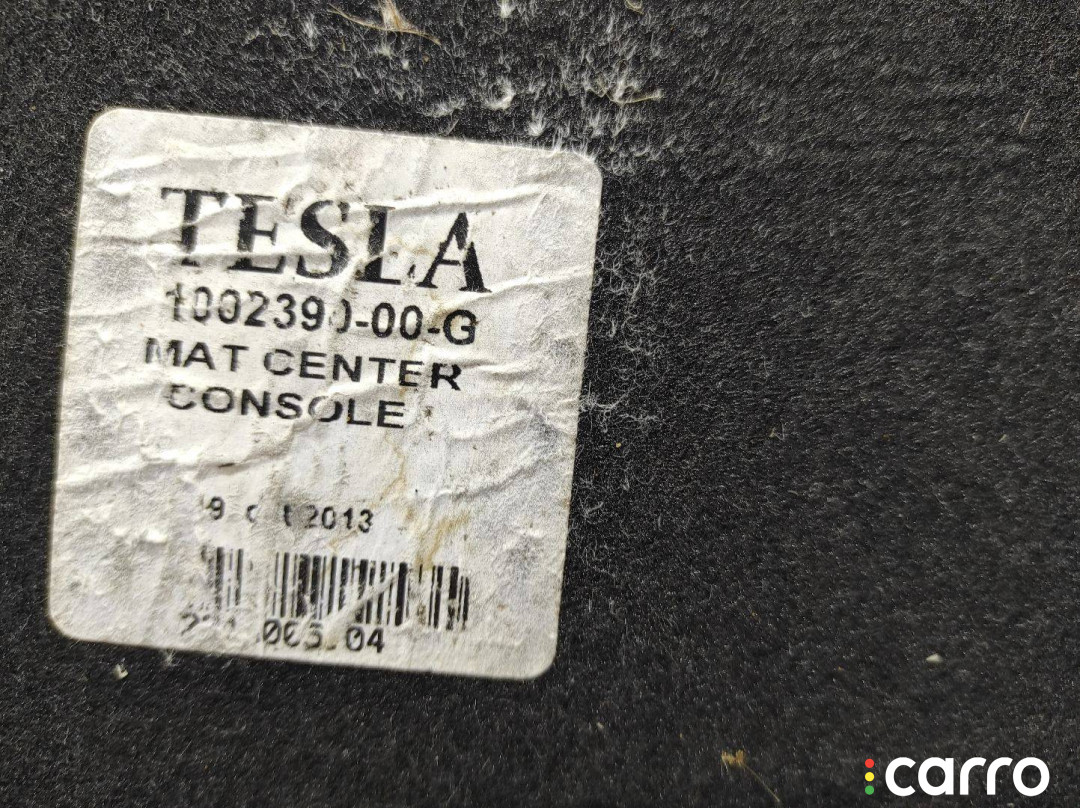 TESLA
1002390-00-G
MAT CENTER
CONSOLE
2013
carro